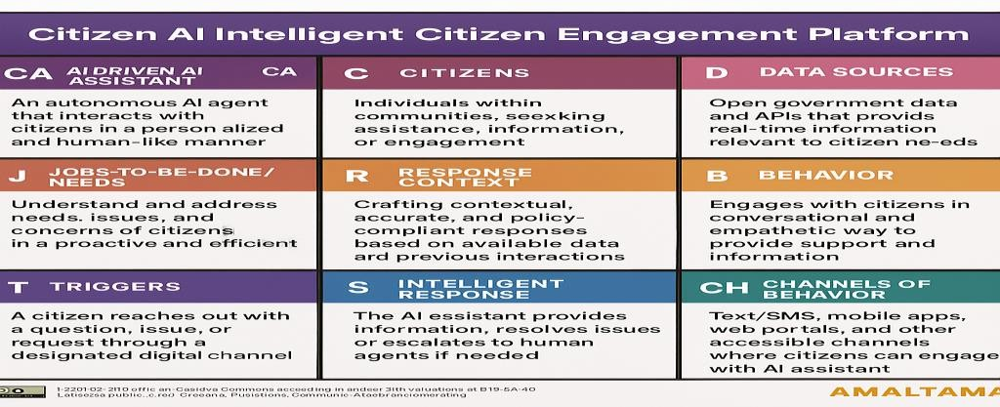 Citizen AI Intelligent Citizen Engagement Platform
CA AI DRIVEN AI CA
ASSISTANT
An autonomous AI agent
that interacts with
citizens in a person alized
and human-like manner
C CITIZENS
Individuals within
communities, seexking
assistance, information,
or engagement
D DATA SOURCES
Open government data
and APIs that provids
real-time information
relevant to citizen ne-eds
J JOBS-TO-BE-DONE/
NEEDS
Understand and address
needs. issues, and
concerns of citizens
in a proactive and efficient
R RESPONSE
CONTEXT
Crafting contextual,
accurate, and policy-
compliant responses
based on available data
ard previous interactions
B BEHAVIOR
Engages with citizens in
conversational and
empathetic way to
provide support and
information
T TRIGGERS
A citizen reaches out with
a question, issue, or
request through a
designated digital channel
S INTELLIGENT
RESPONSE
The AI essistant provides
information, resolves issues
or escalates to human
agents if needed
CH CHANNELS OF
BEHAVIOR
Text/SMS, mobile apps,
web por tals, and other
accessible channels
where citizens can engage
with AI assistant
1-2201-02-2110 offic an-Casidva Commons acceeding in andeer 3lth valuations at B19-5A-40
public. Creeana, Pusistions, Communic-Ataebranciomerating
AMALTAMA